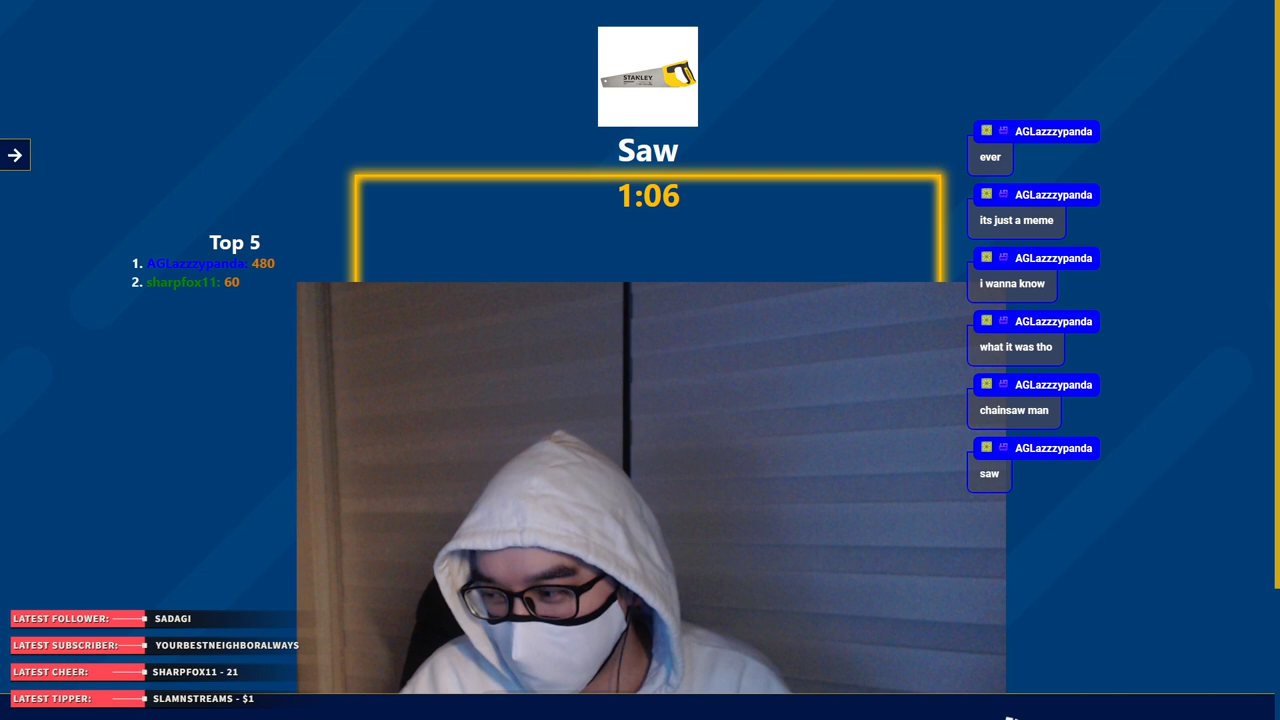 STANLEY
Saw
1:06
Top 5
1. AGLazzzypanda: 480
2. sharpfox11: 60
AGLazzzypanda
ever
AGLazzzypanda
its just a meme
AGLazzzypanda
i wanna know
AGLazzzypanda
what it was tho
AGLazzzypanda
chainsaw man
AGLazzzypanda
saw
LATEST FOLLOWER: SADAGI
LATEST SUBSCRIBER: YOURBESTNEIGHBORALWAYS
LATEST CHEER: SHARPFOX11 - 21
LATEST TIPPER: SLAMNSTREAMS - $1